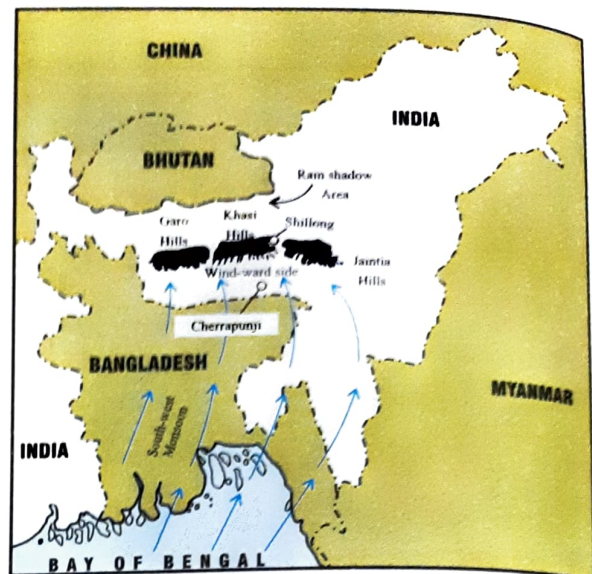 CHINA
INDIA
BHUTAN
Rain shadow
Area
Garo
Hills
Khasi
Hills
Shillong
Jaintia
Hills
Wind-ward side
Cherrapunji
BANGLADESH
South-west
Monsoon
MYANMAR
INDIA
BAY OF BENGAL